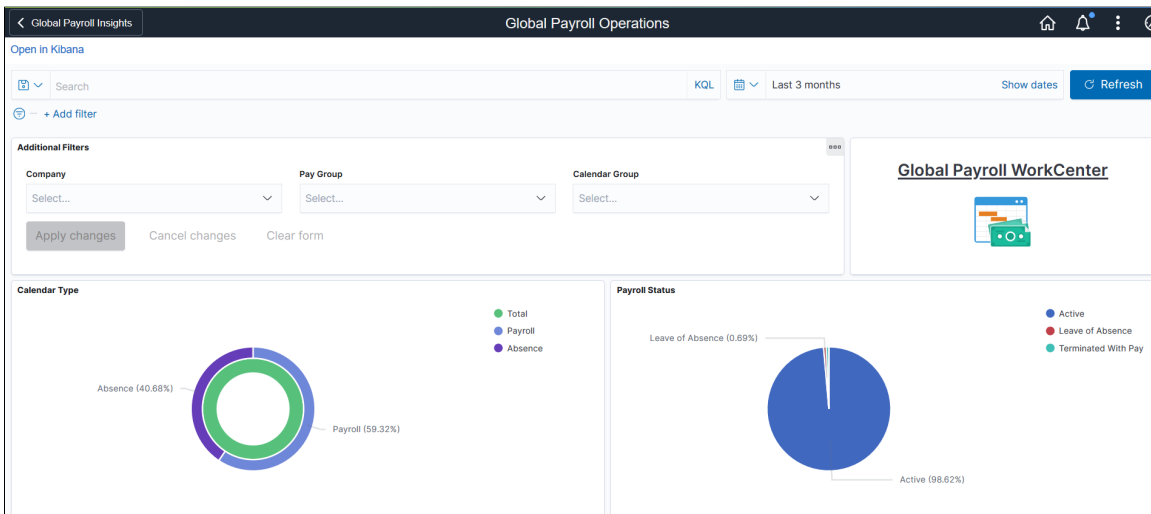 Global Payroll Insights
Global Payroll Operations
Open in Kibana
Search
KQL
Last 3 months
Show dates
Refresh
+ Add filter
Additional Filters
Company
Pay Group
Calendar Group
Select...
Select...
Select...
Apply changes
Cancel changes
Clear form
Global Payroll WorkCenter
Calendar Type
Total
Payroll
Absence
Absence (40.68%)
Payroll (59.32%)
Payroll Status
Active
Leave of Absence
Terminated With Pay
Leave of Absence (0.69%)
Active (98.62%)